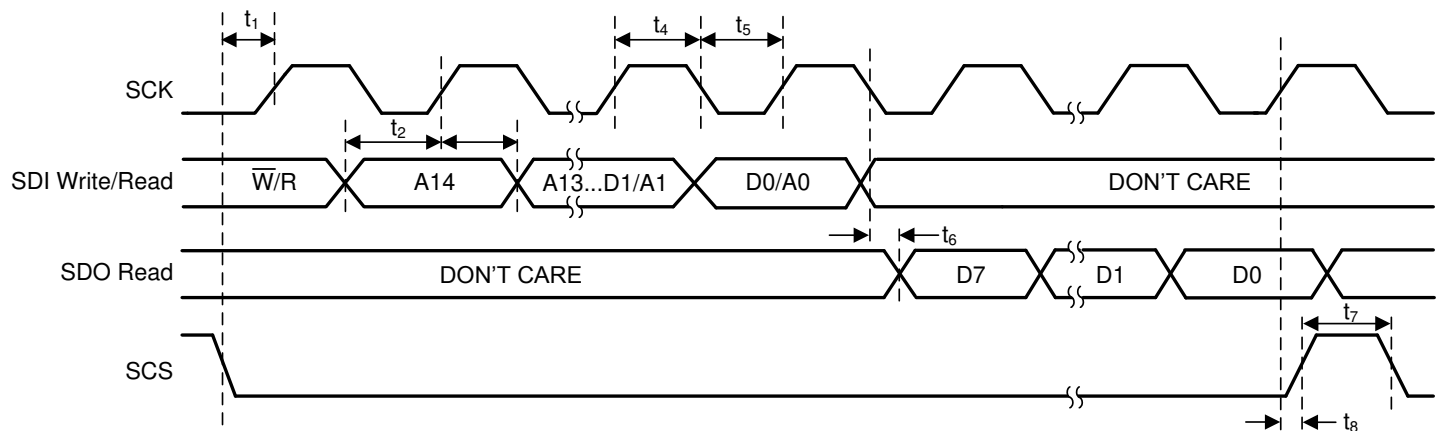 t₁ t₄ t₅
SCK
t₂
SDI Write/Read W̅/R A14 A13...D1/A1 D0/A0 DON'T CARE
t₆
SDO Read DON'T CARE D7 D1 D0
t₇
SCS
t₈